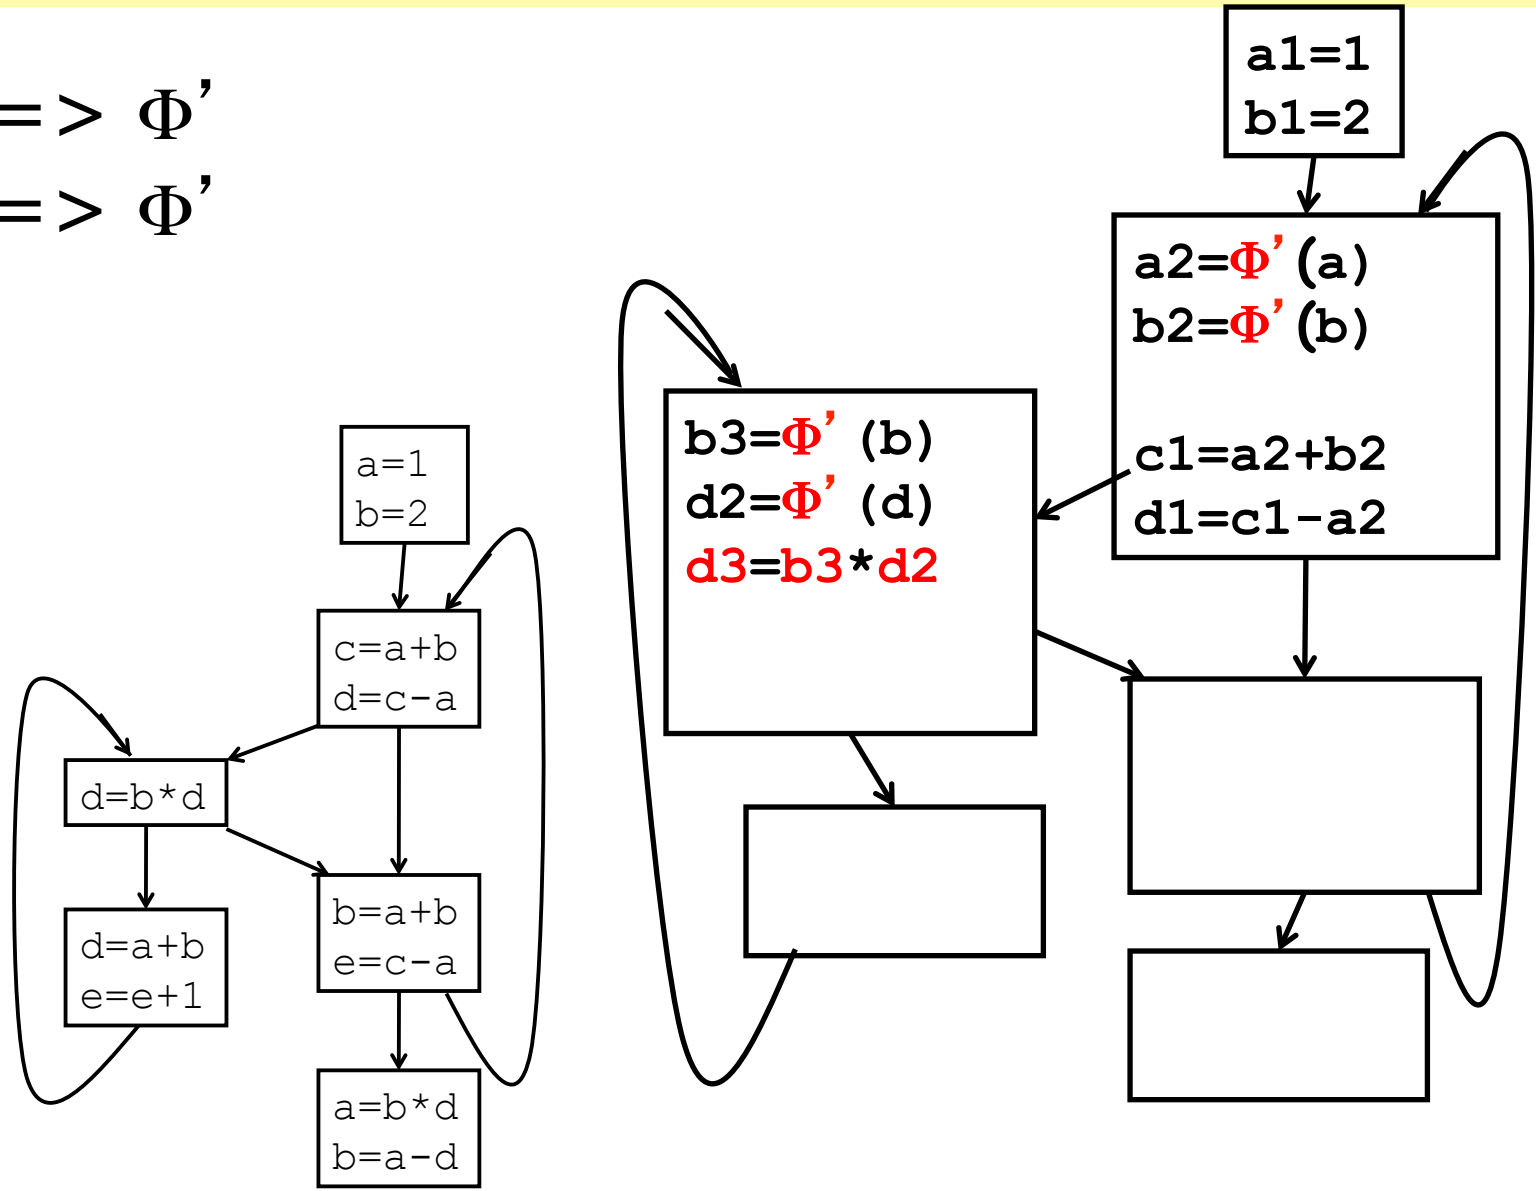 => Φ’
=> Φ’
a=1
b=2
c=a+b
d=c-a
d=b*d
d=a+b
e=e+1
b=a+b
e=c-a
a=b*d
b=a-d
a1=1
b1=2
a2=Φ’(a)
b2=Φ’(b)
c1=a2+b2
d1=c1-a2
b3=Φ’(b)
d2=Φ’(d)
d3=b3*d2